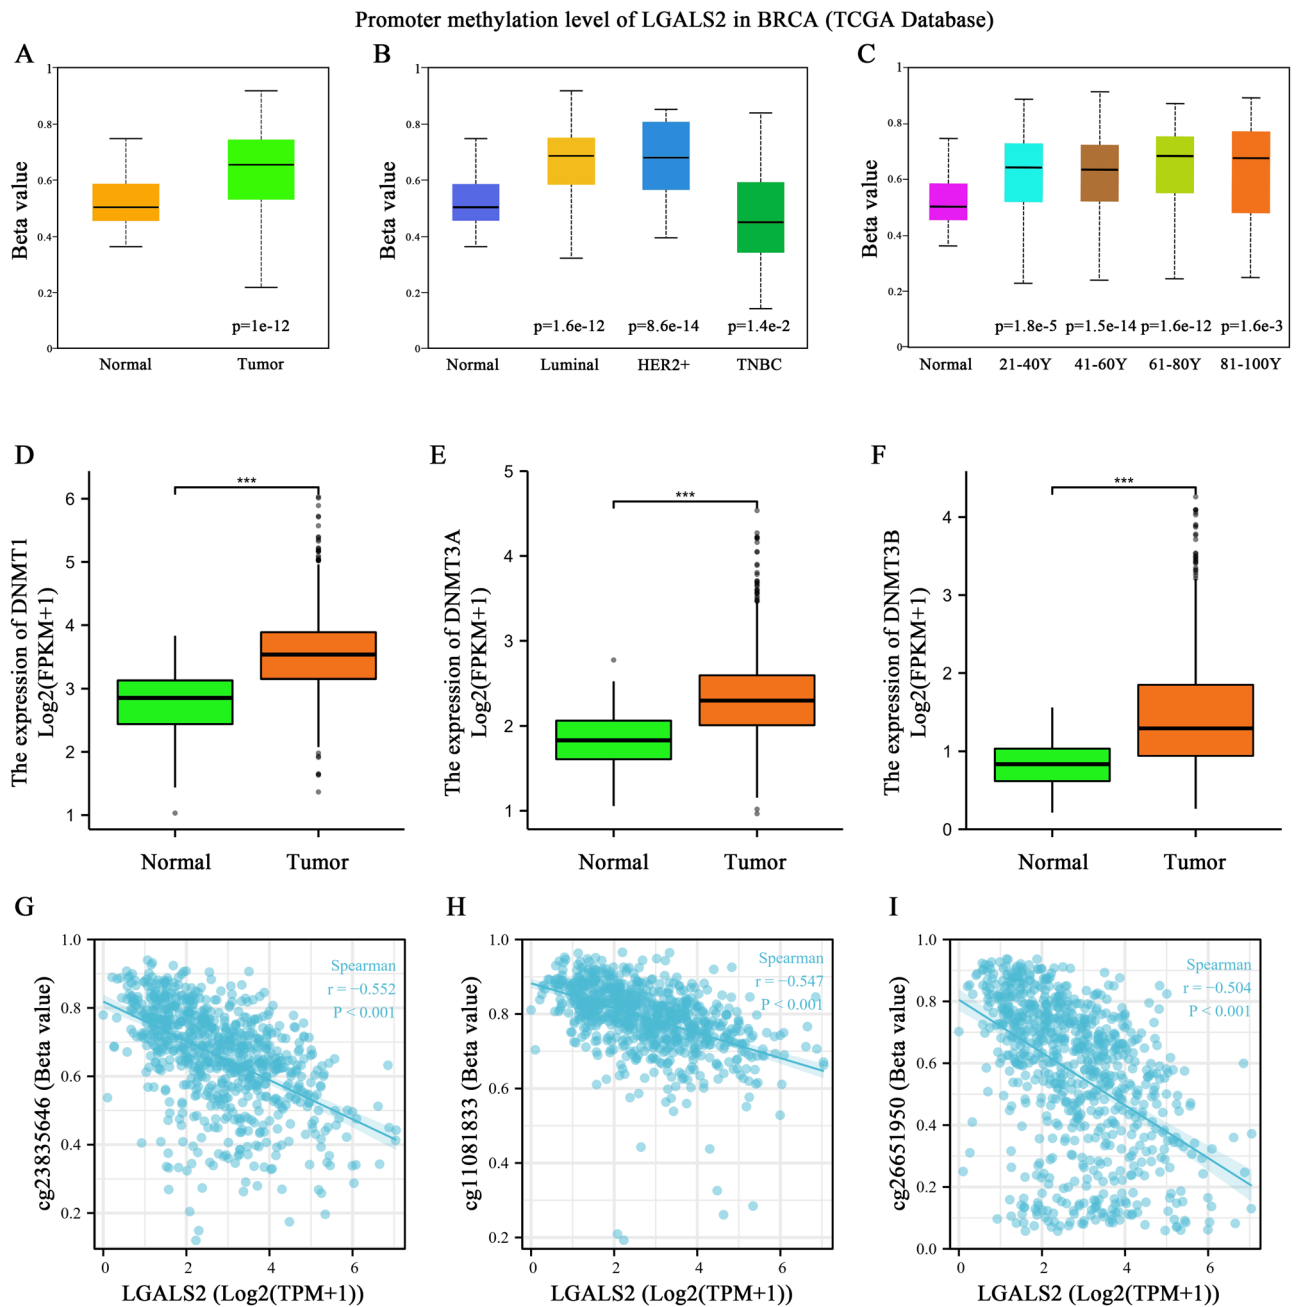 Promoter methylation level of LGALS2 in BRCA (TCGA Database)
A
Beta value
1
0.8
0.6
0.4
0.2
0
p=1e-12
Normal
Tumor
B
Beta value
1
0.8
0.6
0.4
0.2
0
p=1.6e-12
p=8.6e-14
p=1.4e-2
Normal
Luminal
HER2+
TNBC
C
Beta value
1
0.8
0.6
0.4
0.2
0
p=1.8e-5
p=1.5e-14
p=1.6e-12
p=1.6e-3
Normal
21-40Y
41-60Y
61-80Y
81-100Y
D
The expression of DNMT1
Log2(FPKM+1)
6
5
4
3
2
1
***
Normal
Tumor
E
The expression of DNMT3A
Log2(FPKM+1)
5
4
3
2
1
***
Normal
Tumor
F
The expression of DNMT3B
Log2(FPKM+1)
4
3
2
1
0
***
Normal
Tumor
G
cg23835646 (Beta value)
1.0
0.8
0.6
0.4
0.2
Spearman
r = −0.552
P < 0.001
0
2
4
6
LGALS2 (Log2(TPM+1))
H
cg11081833 (Beta value)
1.0
0.8
0.6
0.4
0.2
Spearman
r = −0.547
P < 0.001
0
2
4
6
LGALS2 (Log2(TPM+1))
I
cg26651950 (Beta value)
1.0
0.8
0.6
0.4
0.2
0.0
Spearman
r = −0.504
P < 0.001
0
2
4
6
LGALS2 (Log2(TPM+1))